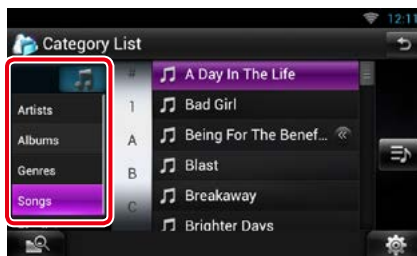 12:11
Category List
Artists
Albums
Genres
Songs
#
1
A
B
C
A Day In The Life
Bad Girl
Being For The Benef...
Blast
Breakaway
Brighter Days